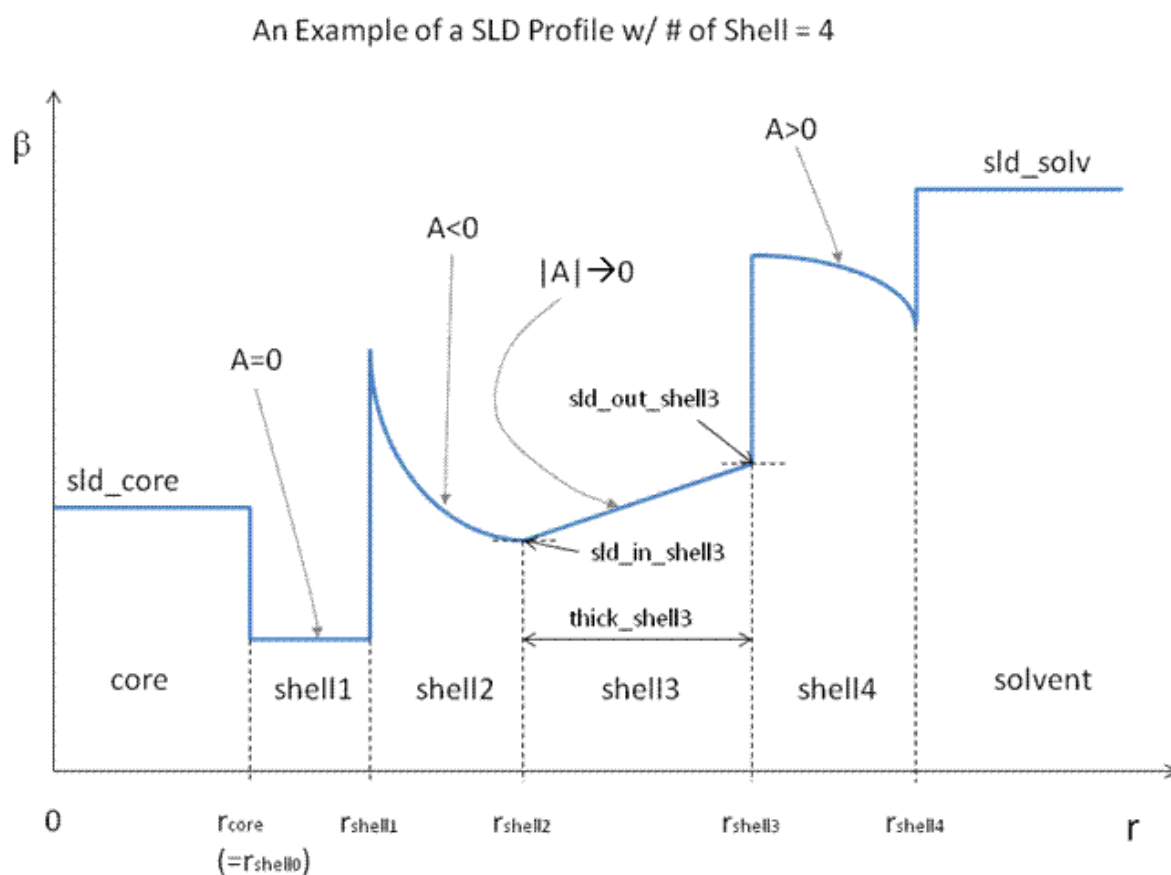 An Example of a SLD Profile w/ # of Shell = 4
β
A>0
sld_solv
A<0
|A|→0
A=0
sld_out_shell3
sld_core
sld_in_shell3
thick_shell3
core
shell1
shell2
shell3
shell4
solvent
0
rcore
(=rshell0)
rshell1
rshell2
rshell3
rshell4
r